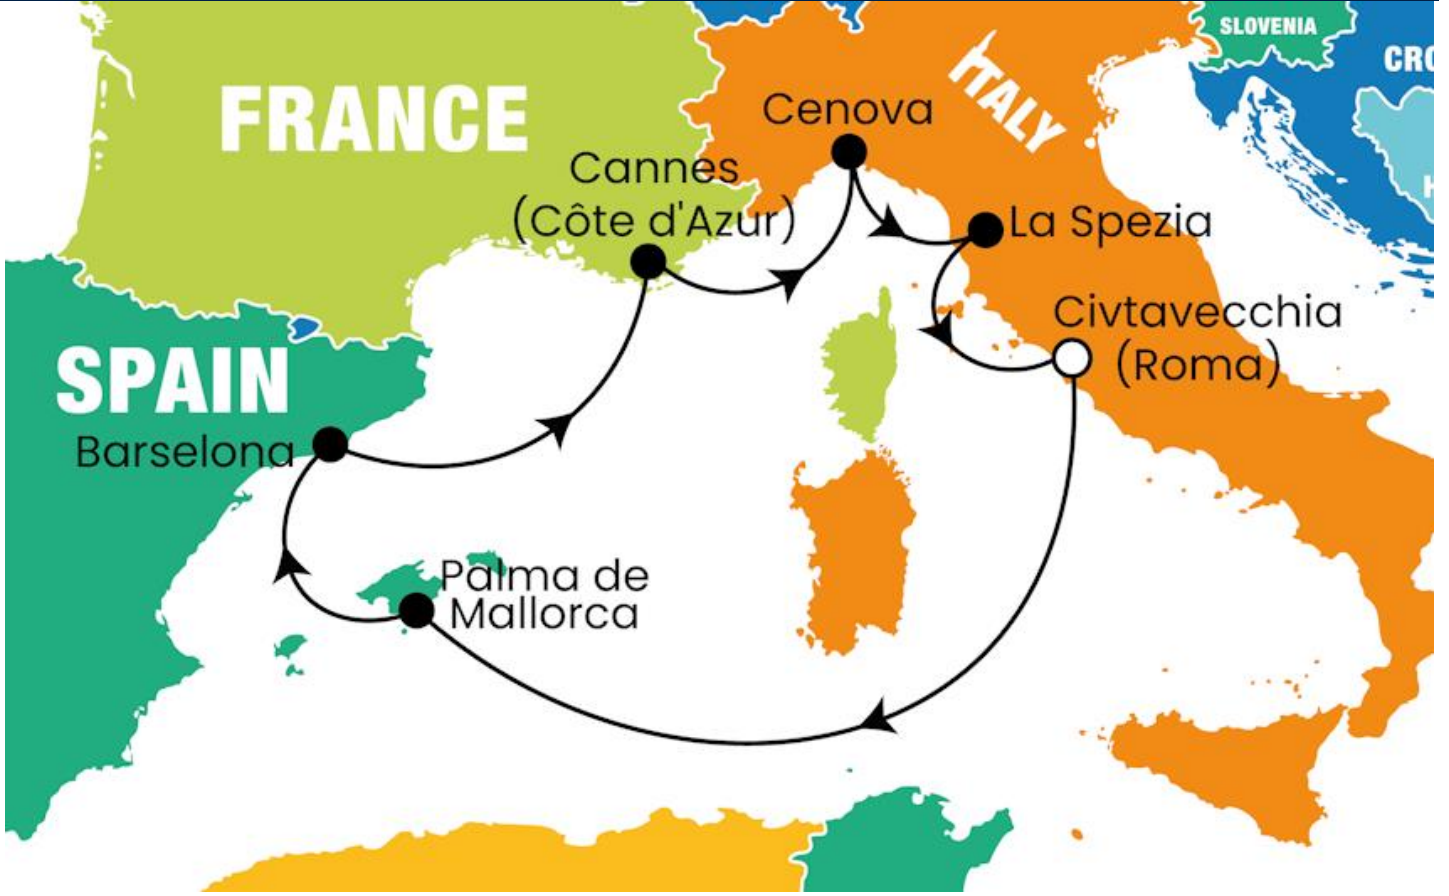 SLOVENIA
CRO
ITALY
FRANCE
Cenova
Cannes
(Côte d'Azur)
La Spezia
H
Civtavecchia
(Roma)
SPAIN
Barselona
Palma de
Mallorca